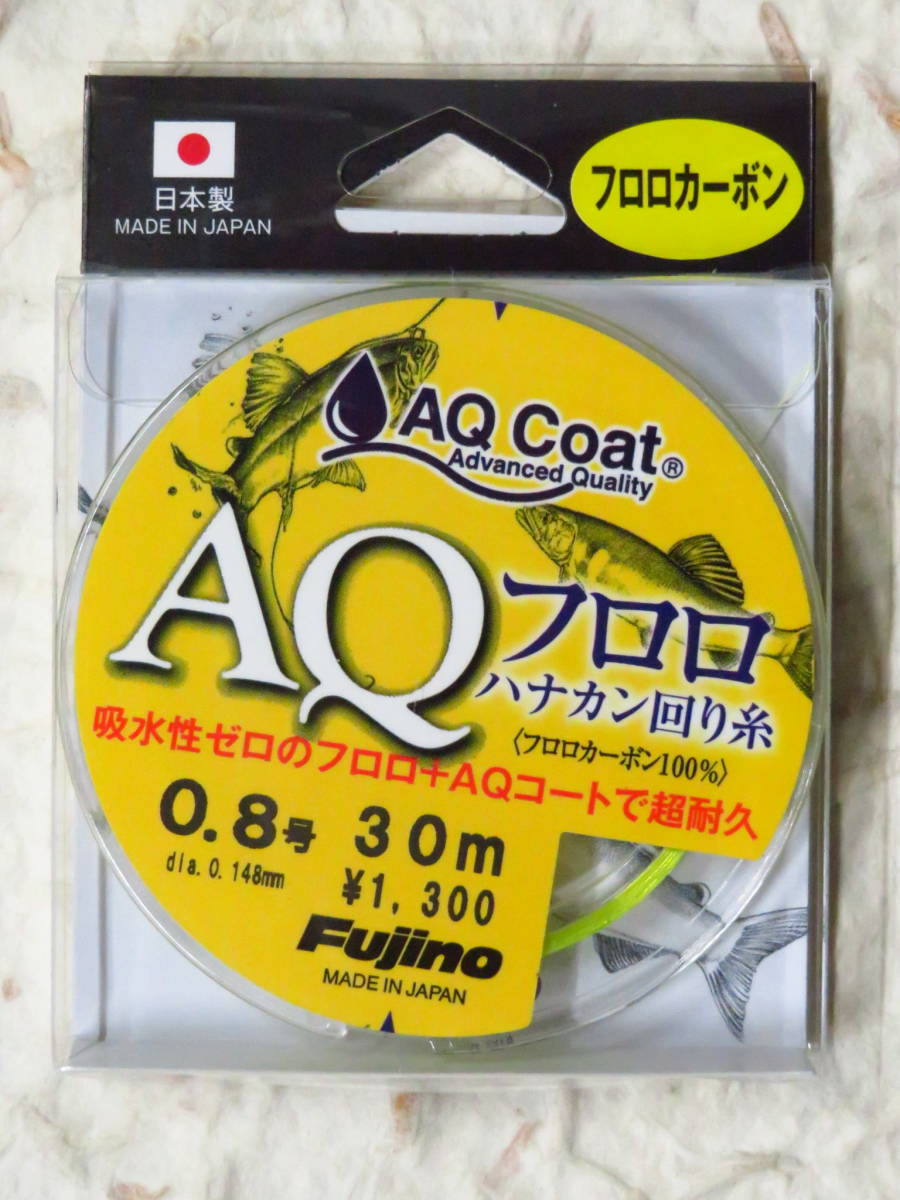 日本製
MADE IN JAPAN
フロロカーボン
AQ Coat®
Advanced Quality
AQ フロロ
ハナカン回り糸
〈フロロカーボン100%〉
吸水性ゼロのフロロ+AQコートで超耐久
0.8号 30m
dia.0.148mm
¥1,300
Fujino
MADE IN JAPAN